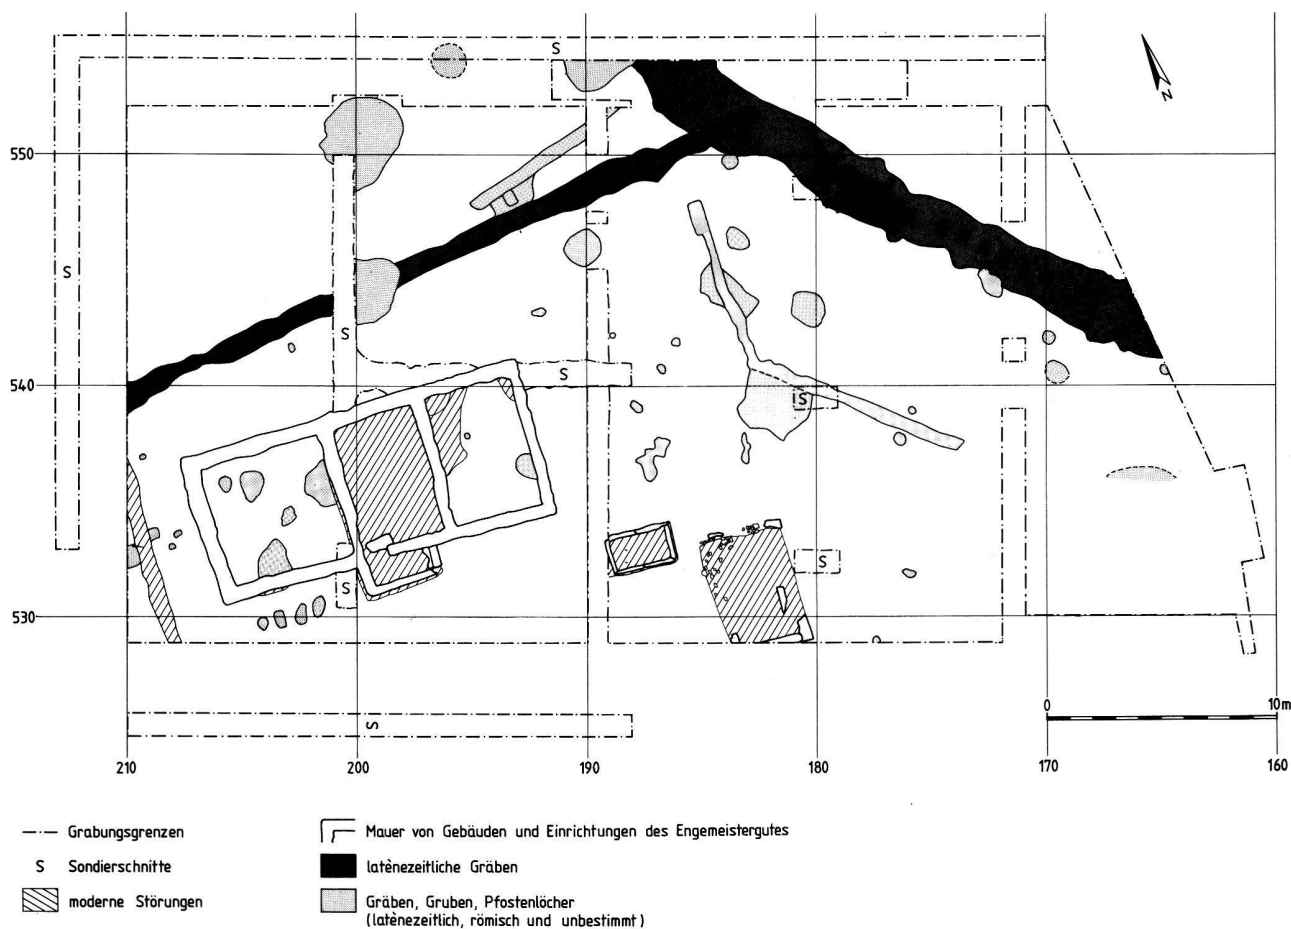 S
N
550
S
S
540
S
S
S
530
S
0
10m
S
210
200
190
180
170
160
Grabungsgrenzen
S Sondierschnitte
moderne Störungen
Mauer von Gebäuden und Einrichtungen des Engemeistergutes
latènezeitliche Gräben
Gräben, Gruben, Pfostenlöcher
(latènezeitlich, römisch und unbestimmt)